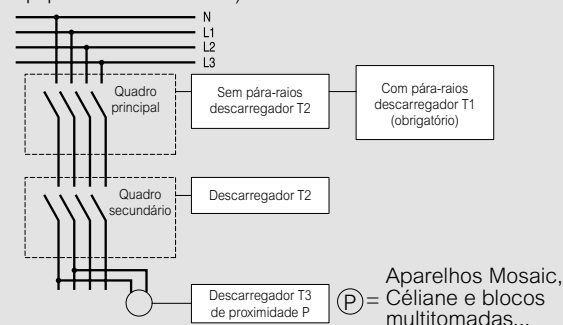 N
L1
L2
L3
Quadro
principal
Sem pára-raios
descarregador T2
Com pára-raios
descarregador T1
(obrigatório)
Quadro
secundário
Descarregador T2
Descarregador T3
de proximidade P
P = Aparelhos Mosaic,
Céliane e blocos
multitomadas...